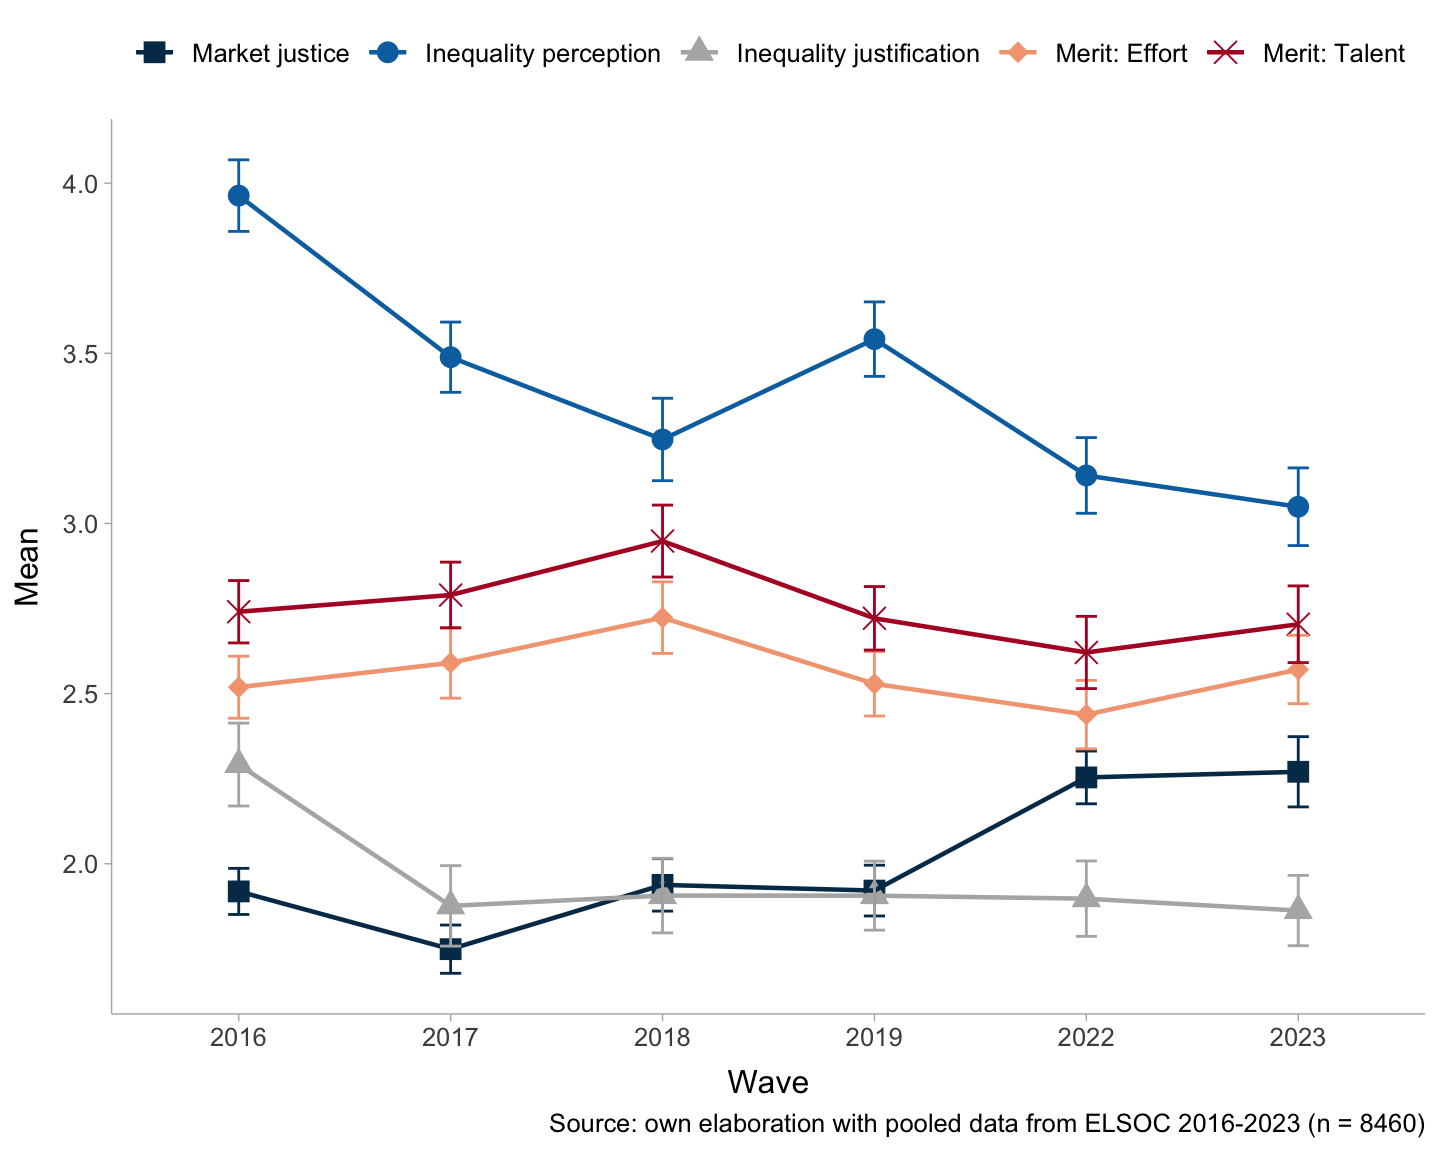 Market justice Inequality perception Inequality justification Merit: Effort Merit: Talent
Mean
4.0
3.5
3.0
2.5
2.0
2016 2017 2018 2019 2022 2023
Wave
Source: own elaboration with pooled data from ELSOC 2016-2023 (n = 8460)